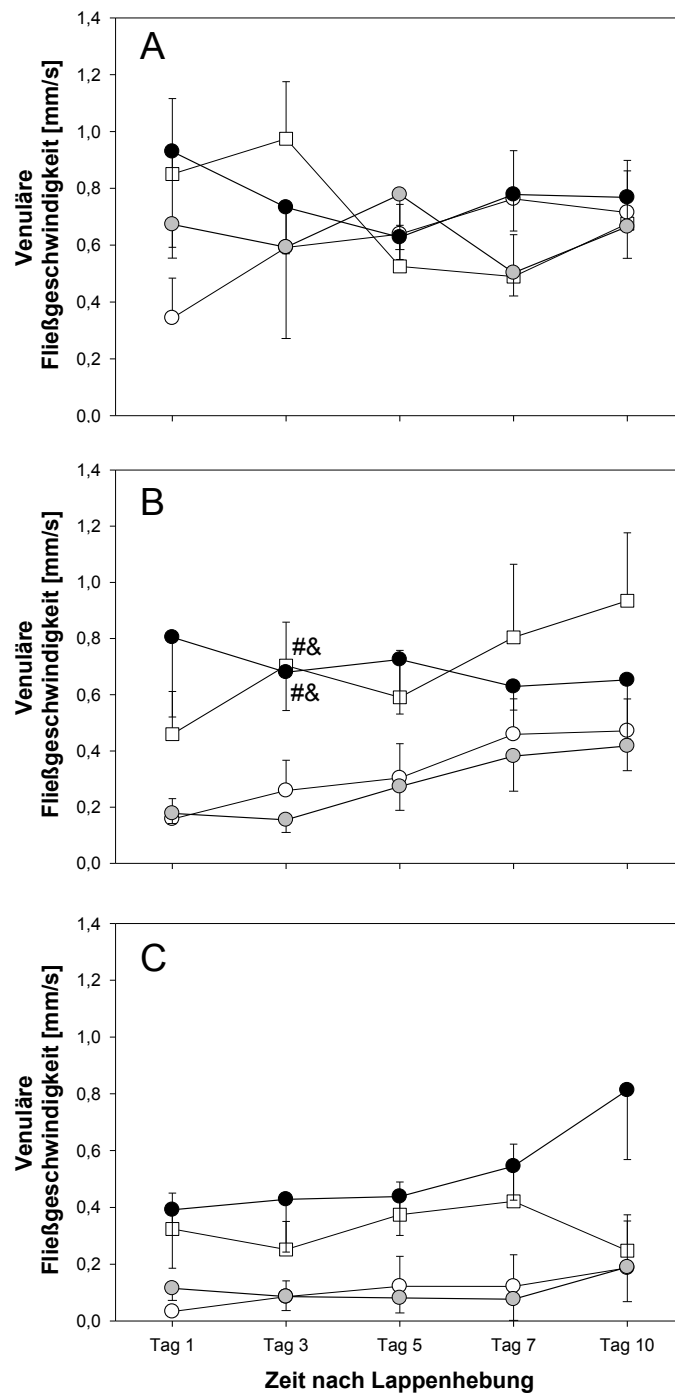 A
Venuläre
Fließgeschwindigkeit [mm/s]
1,4
1,2
1,0
0,8
0,6
0,4
0,2
0.0
B
Venuläre
Fließgeschwindigkeit [mm/s]
1,4
1,2
1,0
0,8
0,6
0,4
0,2
0,0
#&
#&
C
Venuläre
Fließgeschwindigkeit [mm/s]
1,4
1,2
1,0
0,8
0,6
0,4
0,2
0,0
Tag 1 Tag 3 Tag 5 Tag 7 Tag 10
Zeit nach Lappenhebung